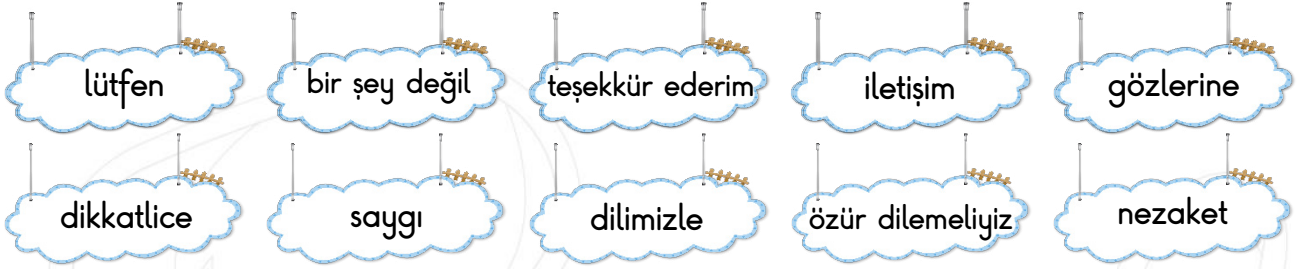 lütfen
bir şey değil
teşekkür ederim
iletişim
gözlerine
dikkatlice
saygı
dilimizle
özür dilemeliyiz
nezaket